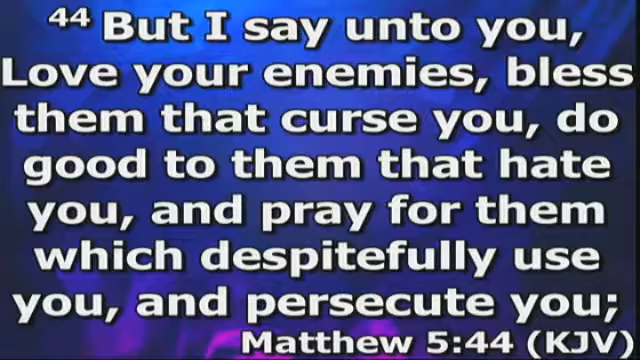 44 But I say unto you,
Love your enemies, bless
them that curse you, do
good to them that hate
you, and pray for them
which despitefully use
you, and persecute you;
Matthew 5:44 (KJV)